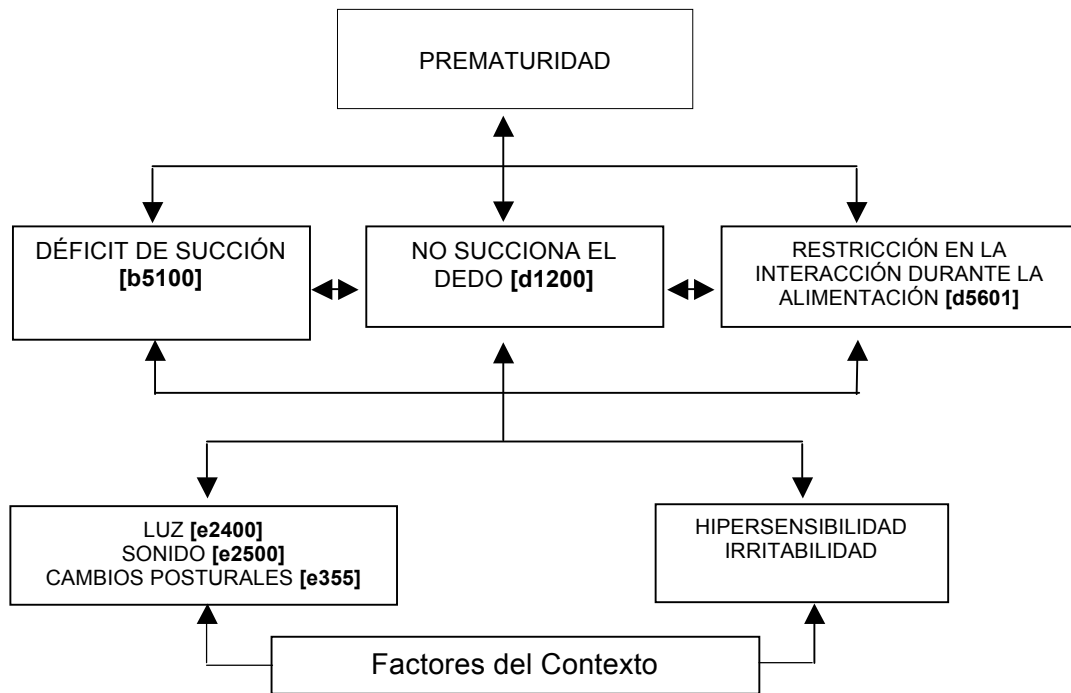 PREMATURIDAD
DÉFICIT DE SUCCIÓN
[b5100]
NO SUCCIONA EL
DEDO [d1200]
RESTRICCIÓN EN LA
INTERACCIÓN DURANTE LA
ALIMENTACIÓN [d5601]
LUZ [e2400]
SONIDO [e2500]
CAMBIOS POSTURALES [e355]
HIPERSENSIBILIDAD
IRRITABILIDAD
Factores del Contexto